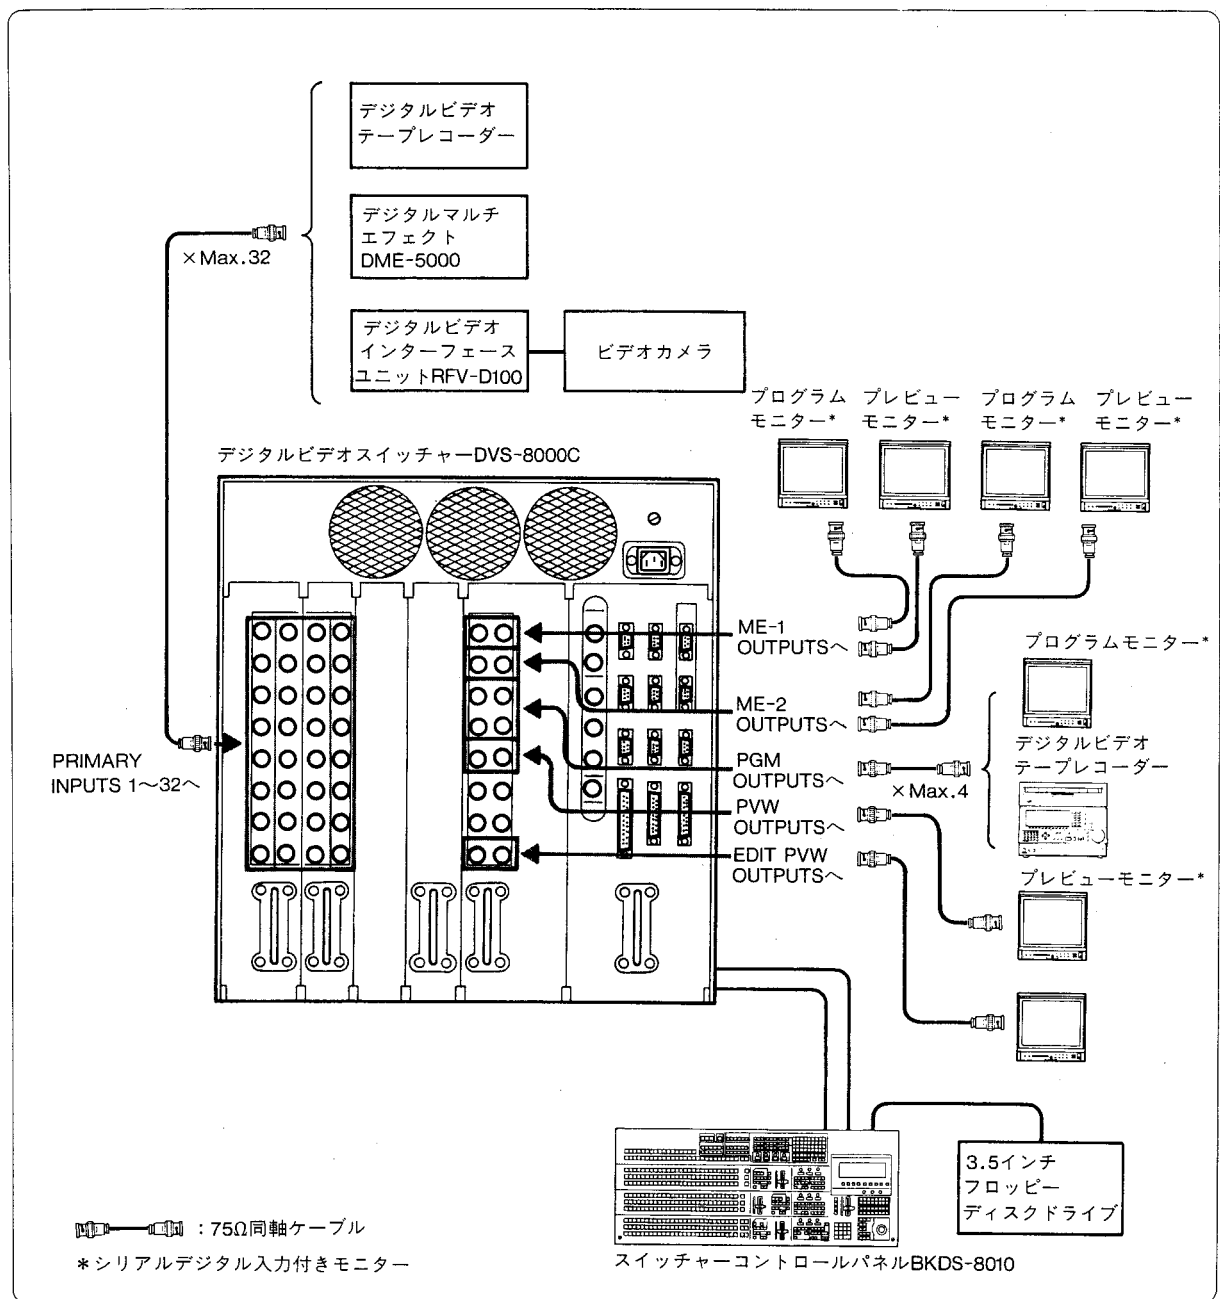 デジタルビデオ
テープレコーダー
デジタルマルチ
エフェクト
DME-5000
×Max.32
デジタルビデオ
インターフェース
ユニットRFV-D100
ビデオカメラ
プログラム
モニター*
プレビュー
モニター*
プログラム
モニター*
プレビュー
モニター*
デジタルビデオスイッチャーDVS-8000C
ME-1
OUTPUTSへ
プログラムモニター*
ME-2
OUTPUTSへ
デジタルビデオ
テープレコーダー
PRIMARY
INPUTS 1〜32へ
PGM
OUTPUTSへ
×Max.4
PVW
OUTPUTSへ
EDIT PVW
OUTPUTSへ
プレビューモニター*
3.5インチ
フロッピー
ディスクドライブ
:75Ω同軸ケーブル
*シリアルデジタル入力付きモニター
スイッチャーコントロールパネルBKDS-8010